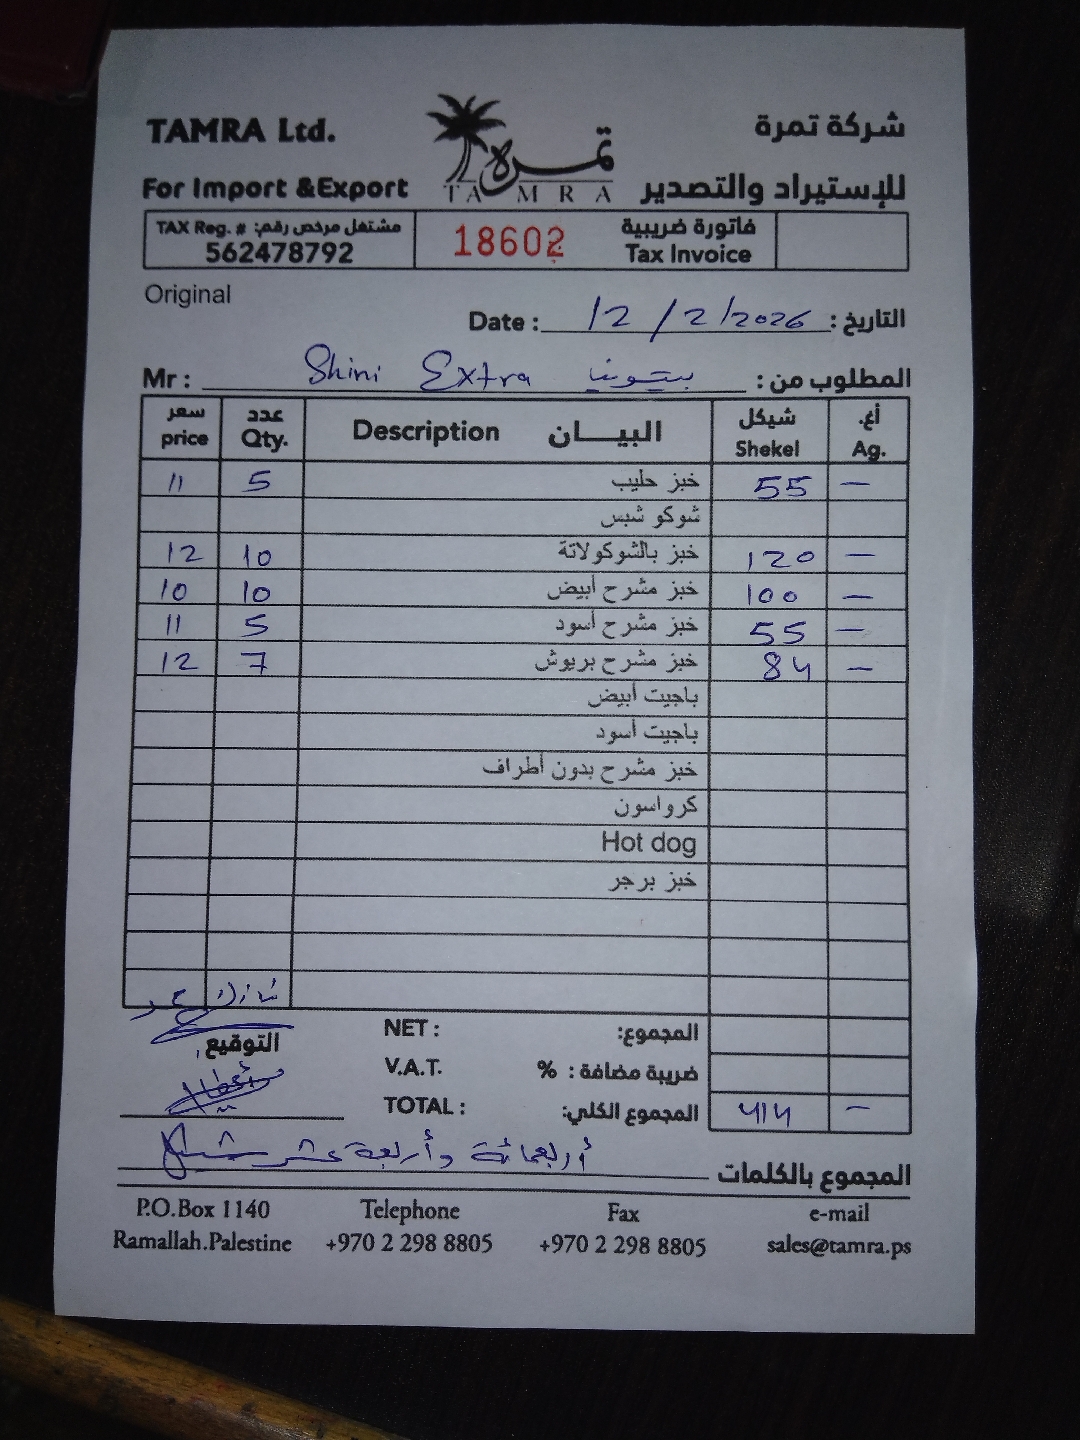 TAMRA Ltd. شركة تمرة
تمرة
TAMRA
For Import &Export للإستيراد والتصدير
TAX Reg. # مشتغل مرخص رقم: 18602 فاتورة ضريبية
562478792 Tax Invoice
Original
Date : 12/2/2026 التاريخ :
Mr : Shini Extra بيتونيا المطلوب من :
سعر عدد البيـــان شيكل أغ.
price Qty. Description Shekel Ag.
11 5 خبز حليب 55 —
شوكو شبس
12 10 خبز بالشوكولاتة 120 —
10 10 خبز مشرح أبيض 100 —
11 5 خبز مشرح أسود 55 —
12 7 خبز مشرح بريوش 84 —
باجيت أبيض
باجيت أسود
خبز مشرح بدون أطراف
كرواسون
Hot dog
خبز برجر
NET : المجموع:
التوقيع
V.A.T. ضريبة مضافة : %
TOTAL : المجموع الكلي: 414 —
المجموع بالكلمات أربعمائة وأربعة عشر شيكل
P.O.Box 1140 Telephone Fax e-mail
Ramallah.Palestine +970 2 298 8805 +970 2 298 8805 sales@tamra.ps